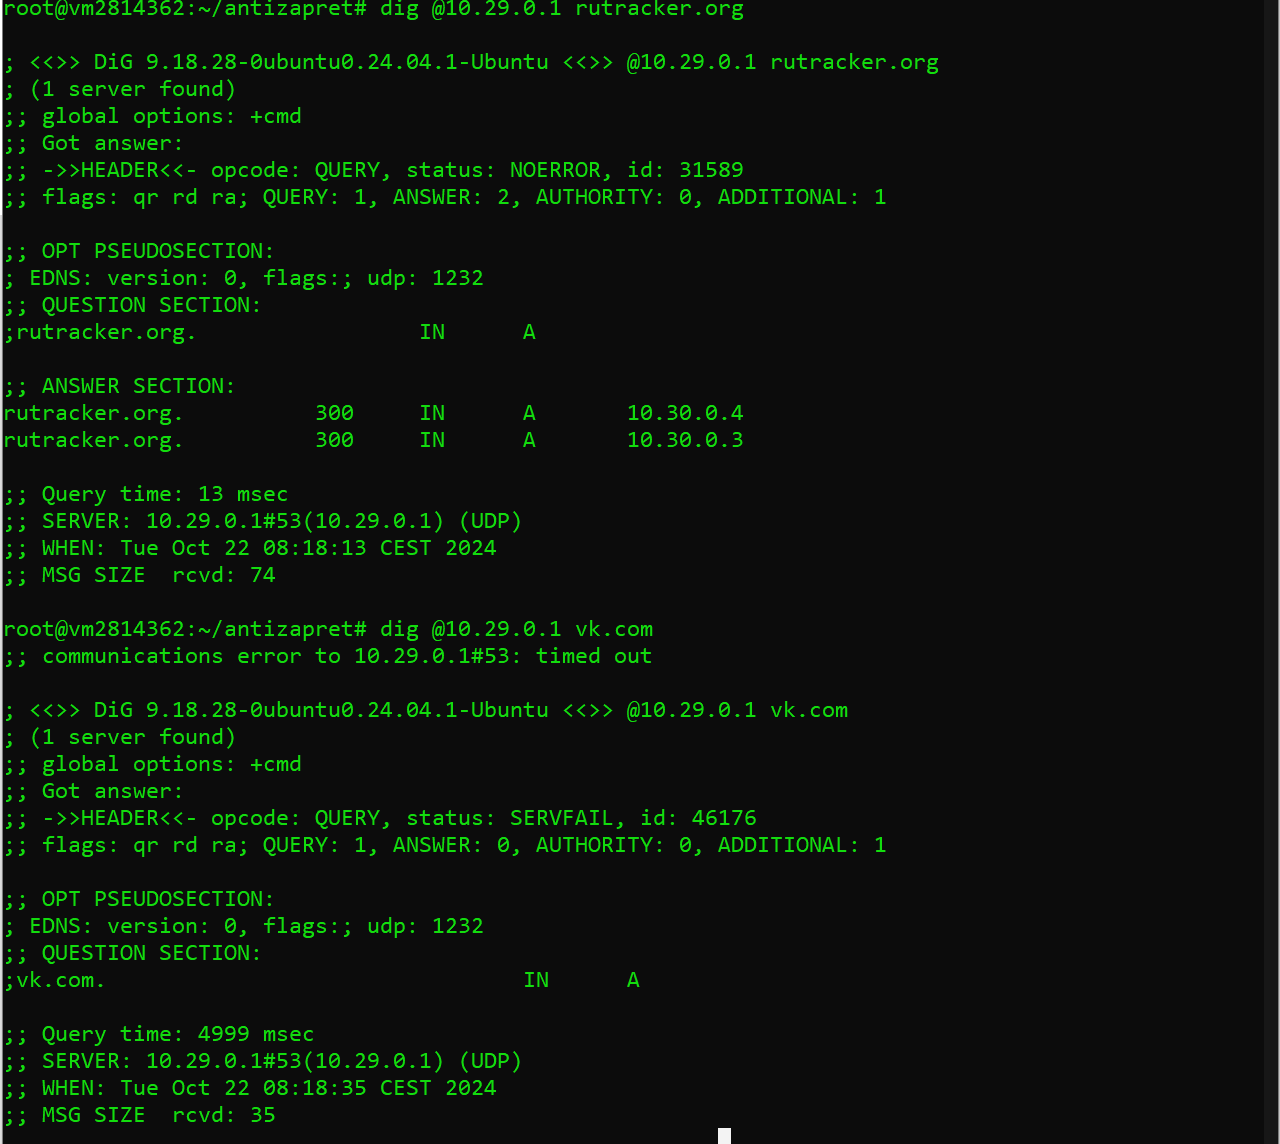 root@vm2814362:~/antizapret# dig @10.29.0.1 rutracker.org
; <<>> DiG 9.18.28-0ubuntu0.24.04.1-Ubuntu <<>> @10.29.0.1 rutracker.org
; (1 server found)
;; global options: +cmd
;; Got answer:
;; ->>HEADER<<- opcode: QUERY, status: NOERROR, id: 31589
;; flags: qr rd ra; QUERY: 1, ANSWER: 2, AUTHORITY: 0, ADDITIONAL: 1
;; OPT PSEUDOSECTION:
; EDNS: version: 0, flags:; udp: 1232
;; QUESTION SECTION:
;rutracker.org. IN A
;; ANSWER SECTION:
rutracker.org. 300 IN A 10.30.0.4
rutracker.org. 300 IN A 10.30.0.3
;; Query time: 13 msec
;; SERVER: 10.29.0.1#53(10.29.0.1) (UDP)
;; WHEN: Tue Oct 22 08:18:13 CEST 2024
;; MSG SIZE  rcvd: 74
root@vm2814362:~/antizapret# dig @10.29.0.1 vk.com
;; communications error to 10.29.0.1#53: timed out
; <<>> DiG 9.18.28-0ubuntu0.24.04.1-Ubuntu <<>> @10.29.0.1 vk.com
; (1 server found)
;; global options: +cmd
;; Got answer:
;; ->>HEADER<<- opcode: QUERY, status: SERVFAIL, id: 46176
;; flags: qr rd ra; QUERY: 1, ANSWER: 0, AUTHORITY: 0, ADDITIONAL: 1
;; OPT PSEUDOSECTION:
; EDNS: version: 0, flags:; udp: 1232
;; QUESTION SECTION:
;vk.com. IN A
;; Query time: 4999 msec
;; SERVER: 10.29.0.1#53(10.29.0.1) (UDP)
;; WHEN: Tue Oct 22 08:18:35 CEST 2024
;; MSG SIZE  rcvd: 35